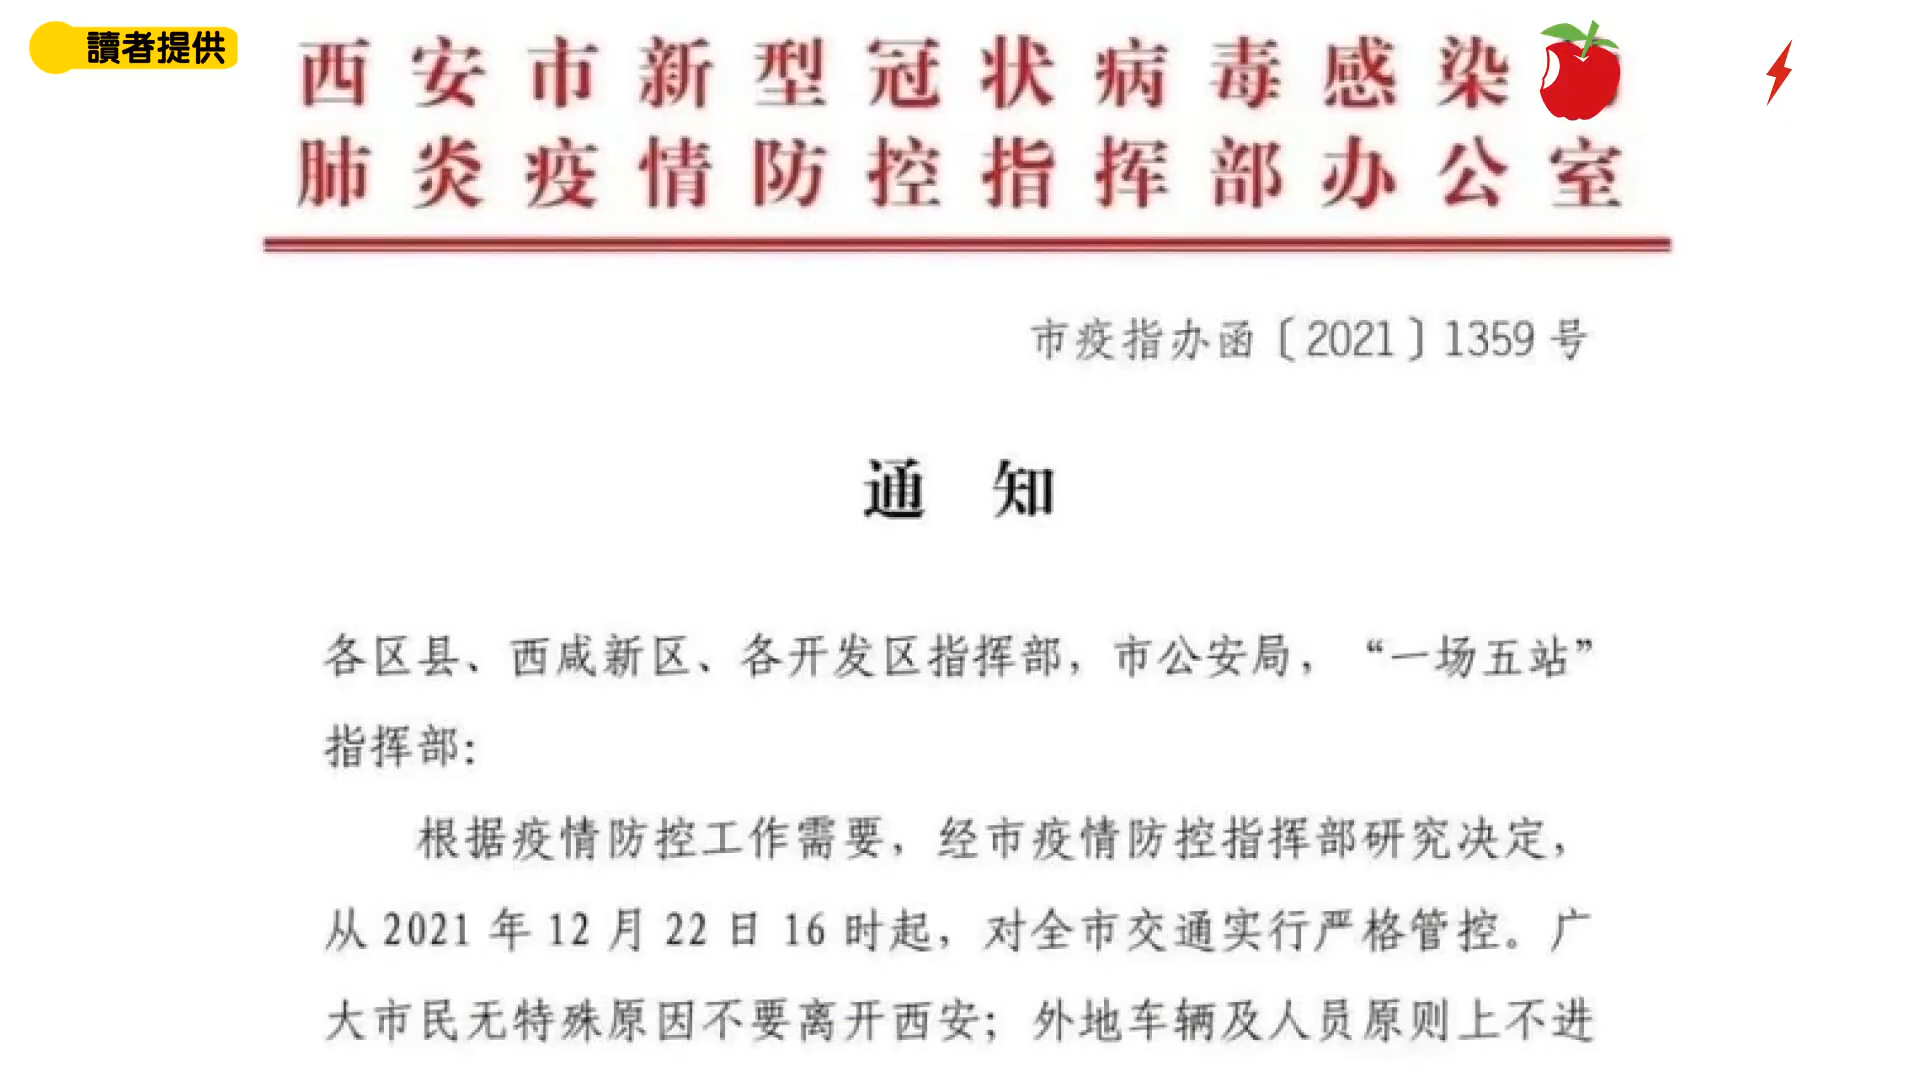 讀者提供
西安市新型冠状病毒感染
肺炎疫情防控指挥部办公室
市疫指办函〔2021〕1359号
通知
各区县、西咸新区、各开发区指挥部，市公安局，“一场五站”
指挥部：
根据疫情防控工作需要，经市疫情防控指挥部研究决定，
从2021年12月22日16时起，对全市交通实行严格管控。广
大市民无特殊原因不要离开西安；外地车辆及人员原则上不进